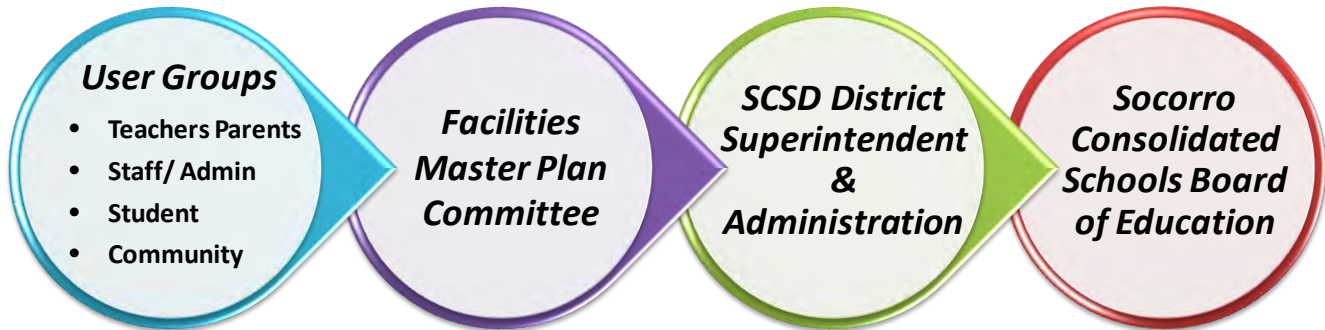 User Groups
• Teachers Parents
• Staff/ Admin
• Student
• Community
Facilities
Master Plan
Committee
SCSD District
Superintendent
&
Administration
Socorro
Consolidated
Schools Board
of Education